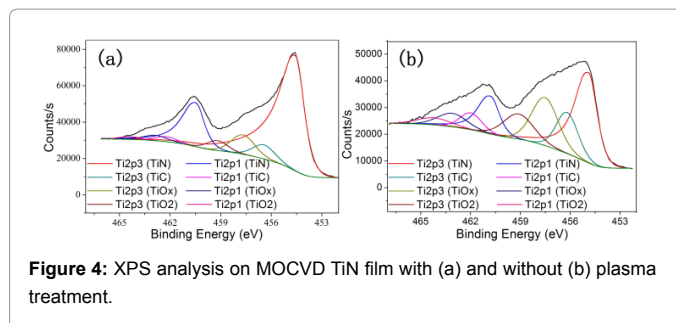 (a)
80000
60000
40000
20000
0
Counts/s
Ti2p3 (TiN) Ti2p1 (TiN)
Ti2p3 (TiC) Ti2p1 (TiC)
Ti2p3 (TiOx) Ti2p1 (TiOx)
Ti2p3 (TiO2) Ti2p1 (TiO2)
465 462 459 456 453
Binding Energy (eV)
(b)
50000
40000
30000
20000
10000
0
Counts/s
Ti2p3 (TiN) Ti2p1 (TiN)
Ti2p3 (TiC) Ti2p1 (TiC)
Ti2p3 (TiOx) Ti2p1 (TiOx)
Ti2p3 (TiO2) Ti2p1 (TiO2)
465 462 459 456 453
Binding Energy (eV)
Figure 4: XPS analysis on MOCVD TiN film with (a) and without (b) plasma
treatment.